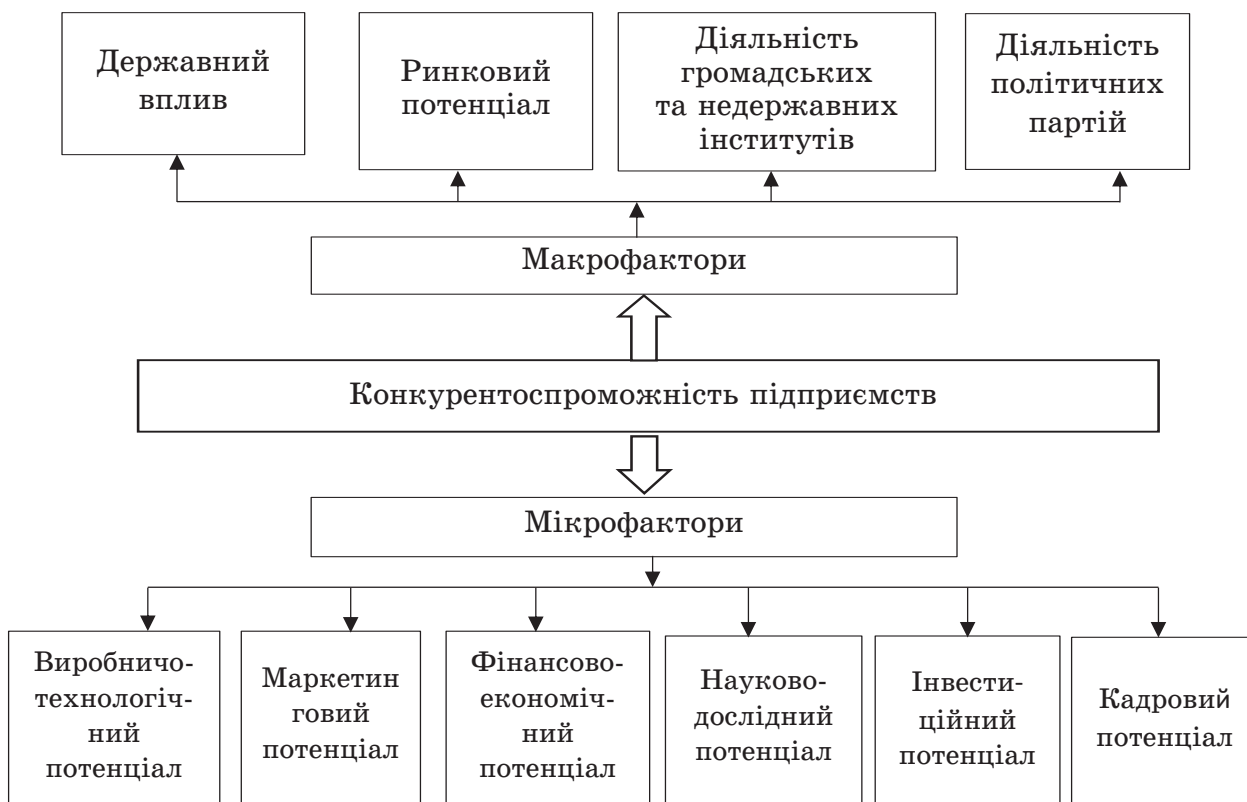 Державний
вплив
Ринковий
потенціал
Діяльність
громадських
та недержавних
інститутів
Діяльність
політичних
партій
Макрофактори
Конкурентоспроможність підприємств
Мікрофактори
Виробничо-
технологіч-
ний
потенціал
Маркетин
говий
потенціал
Фінансово-
економіч-
ний
потенціал
Науково-
дослідний
потенціал
Інвести-
ційний
потенціал
Кадровий
потенціал